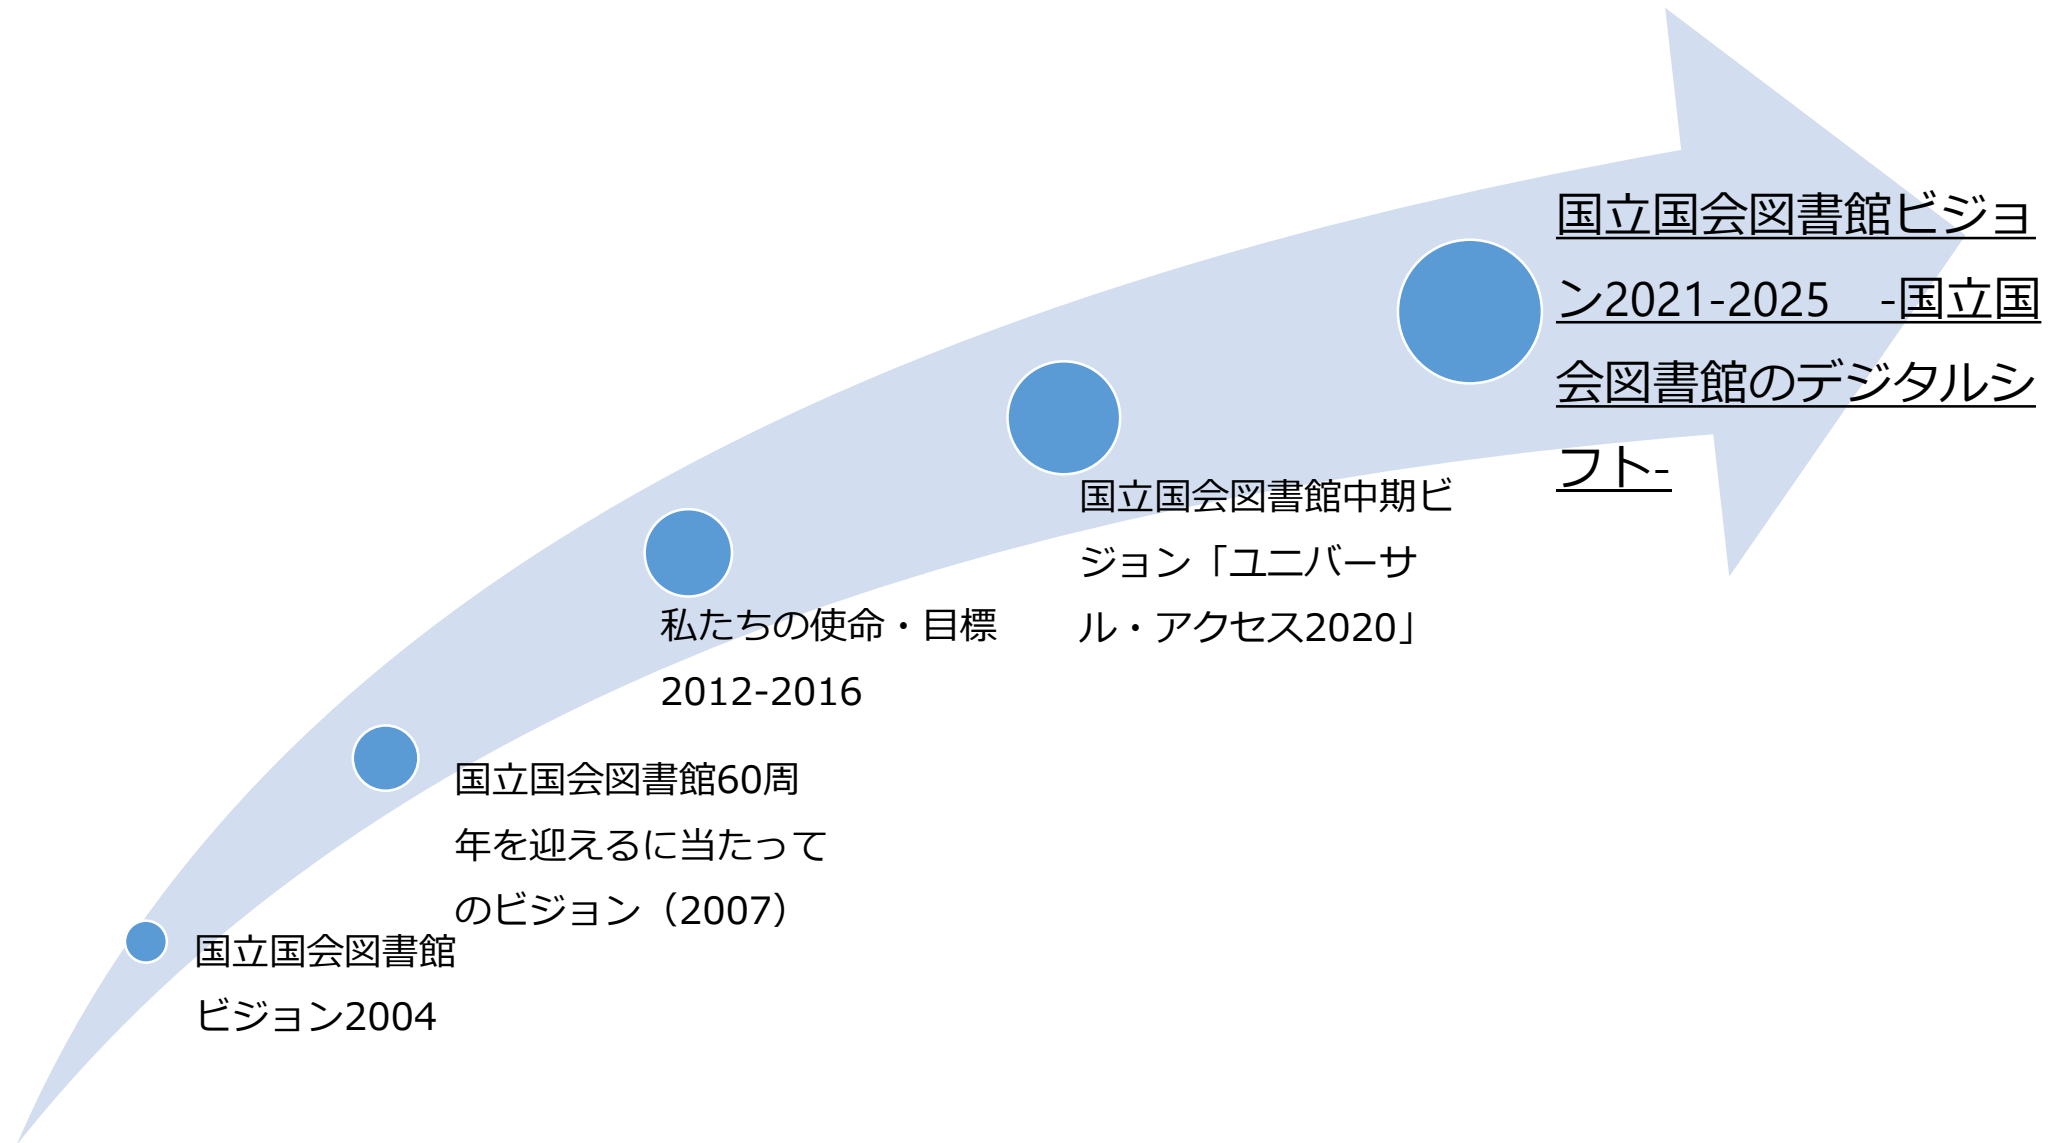 国立国会図書館ビジョ
ン2021-2025　-国立国
会図書館のデジタルシ
フト-
国立国会図書館中期ビ
ジョン「ユニバーサ
ル・アクセス2020」
私たちの使命・目標
2012-2016
国立国会図書館60周
年を迎えるに当たって
のビジョン（2007）
国立国会図書館
ビジョン2004